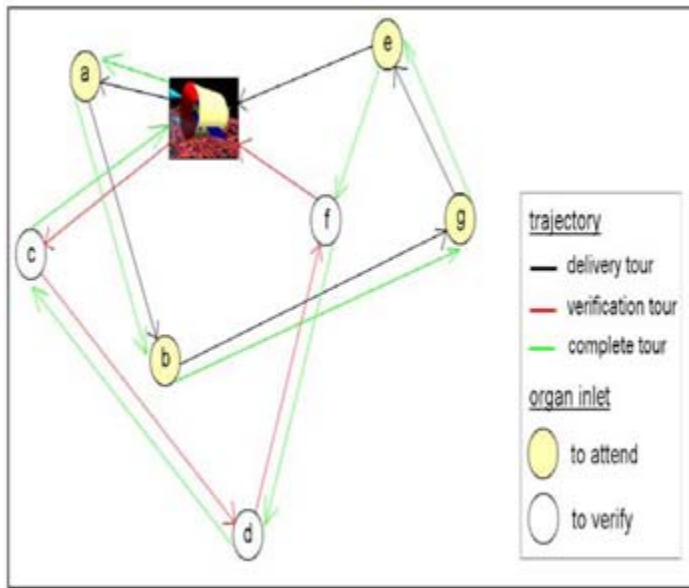 a
e
f
g
c
b
d
trajectory
delivery tour
verification tour
complete tour
organ inlet
to attend
to verify